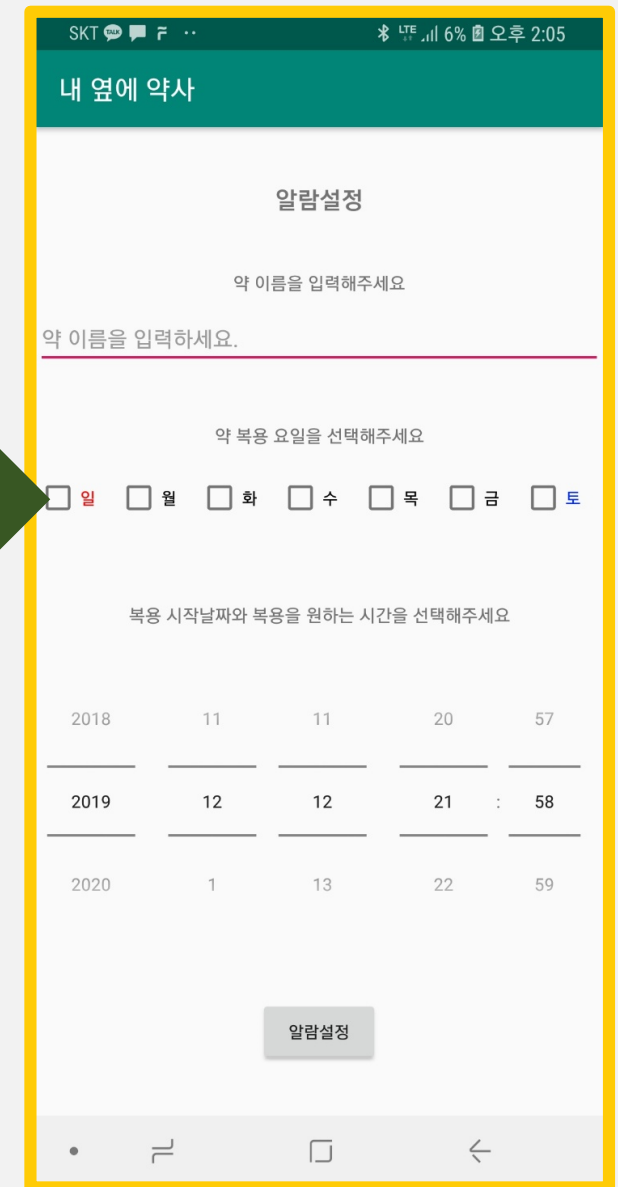 SKT TALK LTE 6% 오후 2:05
내 옆에 약사
알람설정
약 이름을 입력해주세요
약 이름을 입력하세요.
약 복용 요일을 선택해주세요
일 월 화 수 목 금 토
복용 시작날짜와 복용을 원하는 시간을 선택해주세요
2018 11 11 20 57
2019 12 12 21 : 58
2020 1 13 22 59
알람설정